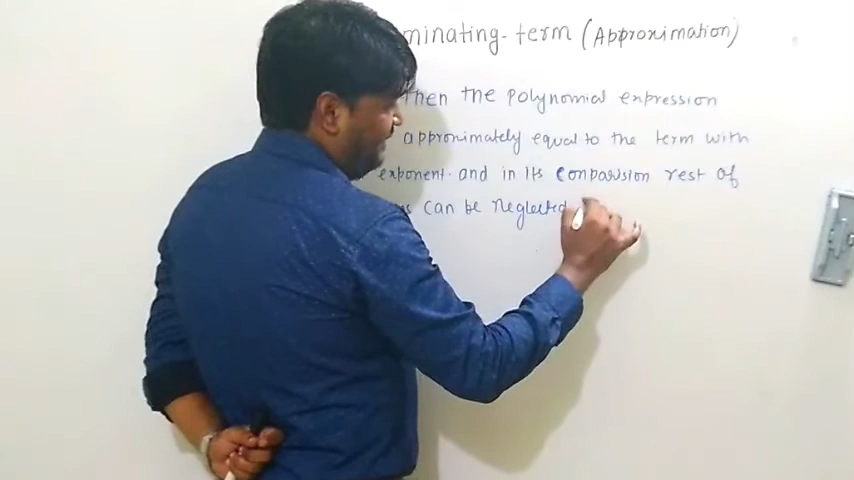 minating-term (Approximation)
Then the polynomial expression
approximately equal to the term with
exponent. and in its comparision rest of
can be neglected